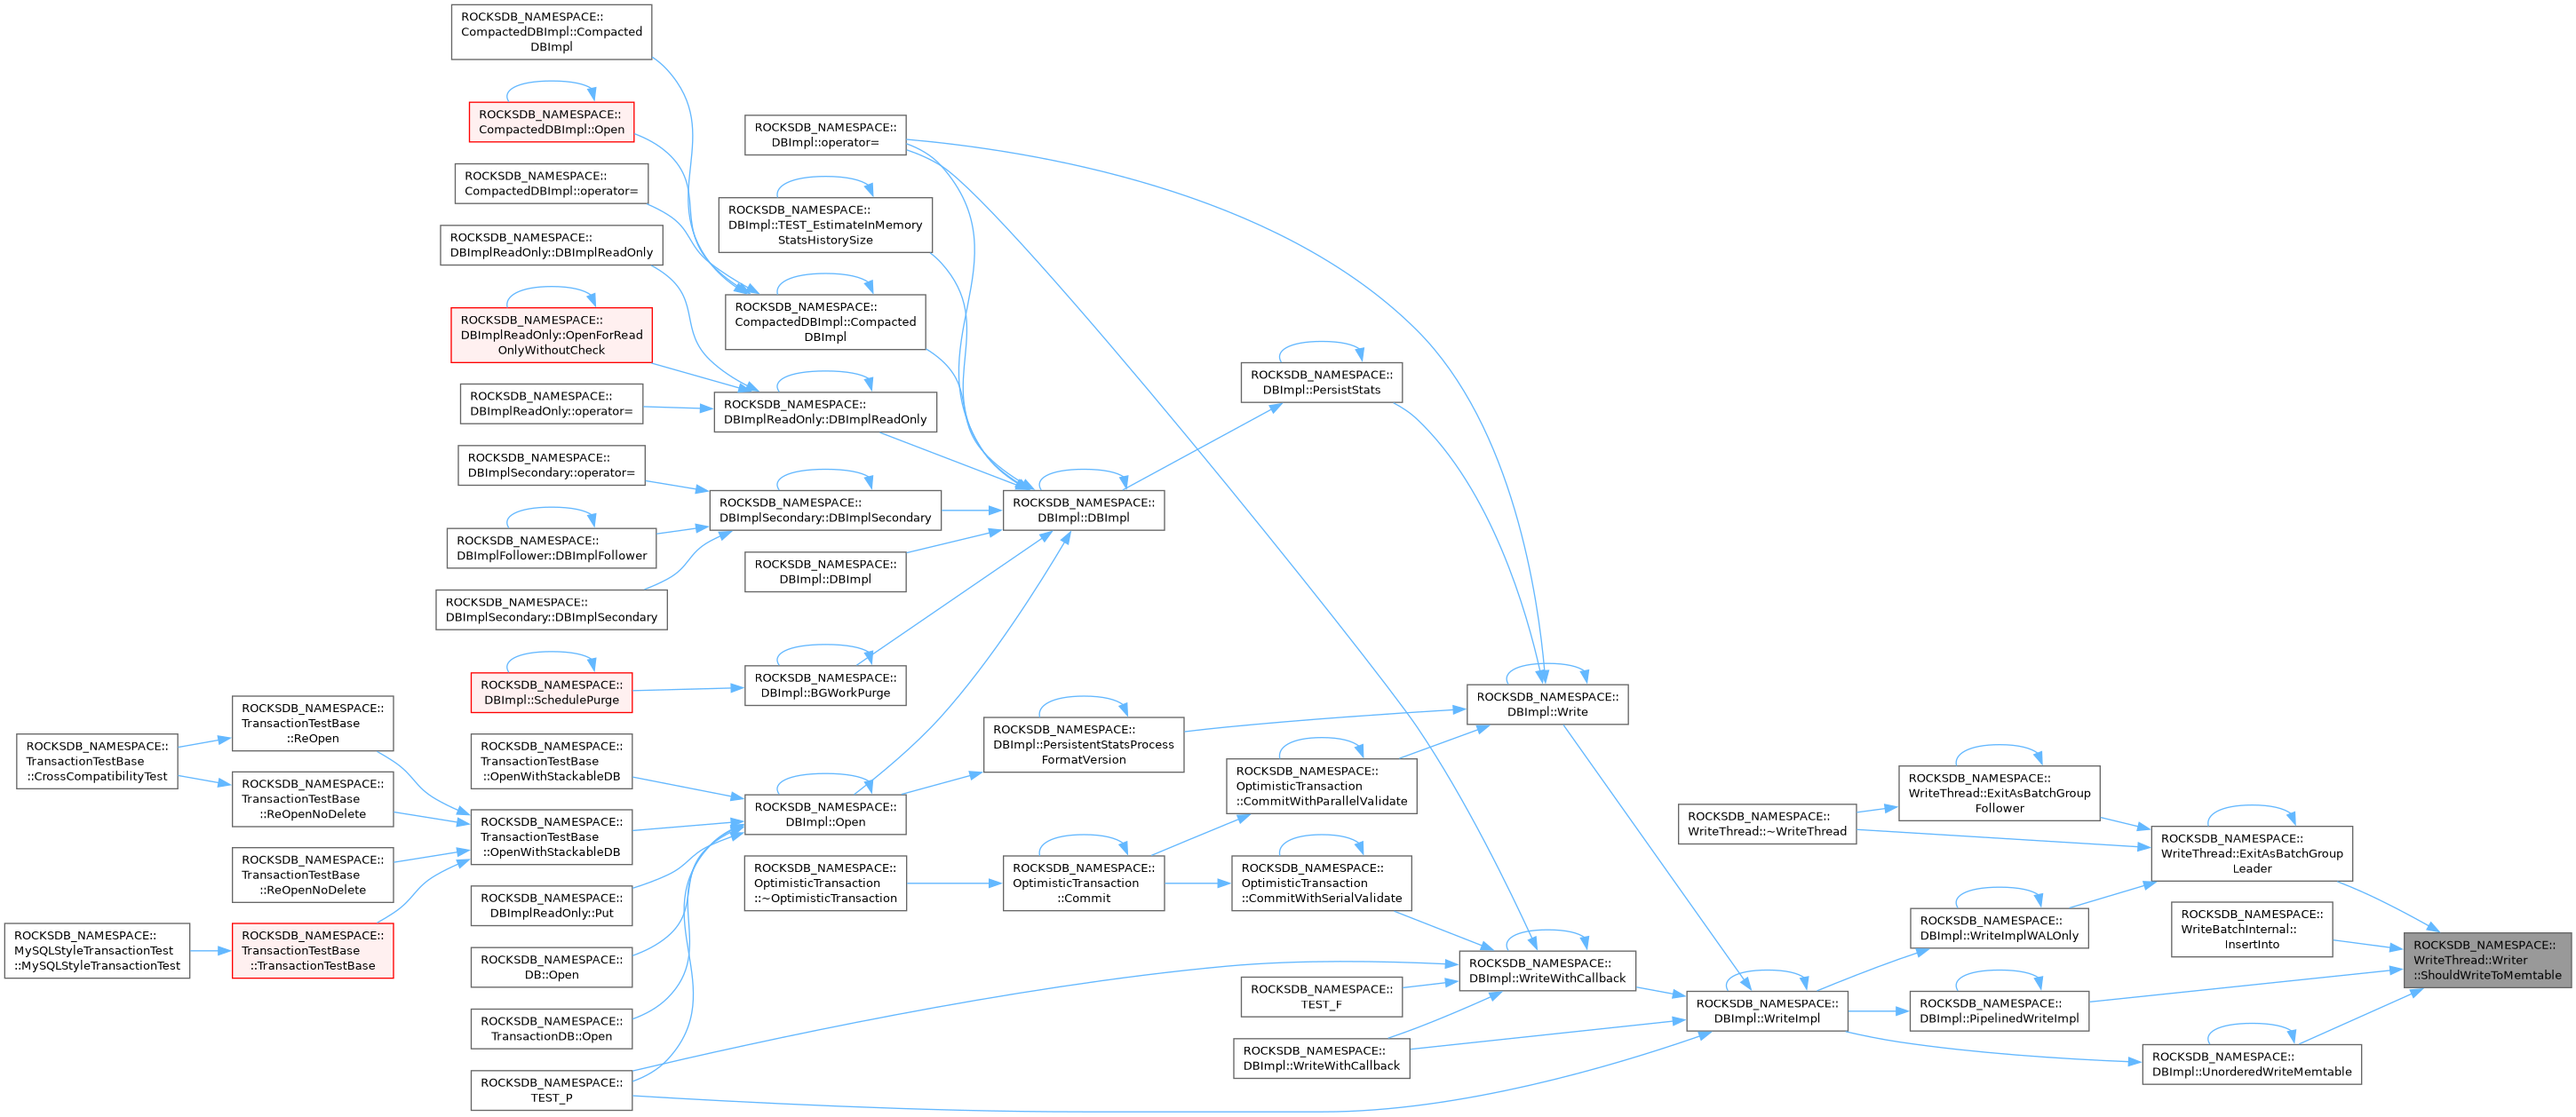 ROCKSDB_NAMESPACE::
CompactedDBImpl::Compacted
DBImpl
ROCKSDB_NAMESPACE::
CompactedDBImpl::Open
ROCKSDB_NAMESPACE::
CompactedDBImpl::operator=
ROCKSDB_NAMESPACE::
DBImplReadOnly::DBImplReadOnly
ROCKSDB_NAMESPACE::
DBImplReadOnly::OpenForRead
OnlyWithoutCheck
ROCKSDB_NAMESPACE::
DBImplReadOnly::operator=
ROCKSDB_NAMESPACE::
DBImplSecondary::operator=
ROCKSDB_NAMESPACE::
DBImplFollower::DBImplFollower
ROCKSDB_NAMESPACE::
DBImplSecondary::DBImplSecondary
ROCKSDB_NAMESPACE::
DBImpl::SchedulePurge
ROCKSDB_NAMESPACE::
TransactionTestBase
::OpenWithStackableDB
ROCKSDB_NAMESPACE::
TransactionTestBase
::OpenWithStackableDB
ROCKSDB_NAMESPACE::
DBImplReadOnly::Put
ROCKSDB_NAMESPACE::
DB::Open
ROCKSDB_NAMESPACE::
TransactionDB::Open
ROCKSDB_NAMESPACE::
TEST_P
ROCKSDB_NAMESPACE::
TransactionTestBase
::ReOpen
ROCKSDB_NAMESPACE::
TransactionTestBase
::ReOpenNoDelete
ROCKSDB_NAMESPACE::
TransactionTestBase
::ReOpenNoDelete
ROCKSDB_NAMESPACE::
TransactionTestBase
::TransactionTestBase
ROCKSDB_NAMESPACE::
TransactionTestBase
::CrossCompatibilityTest
ROCKSDB_NAMESPACE::
MySQLStyleTransactionTest
::MySQLStyleTransactionTest
ROCKSDB_NAMESPACE::
DBImpl::operator=
ROCKSDB_NAMESPACE::
DBImpl::TEST_EstimateInMemory
StatsHistorySize
ROCKSDB_NAMESPACE::
CompactedDBImpl::Compacted
DBImpl
ROCKSDB_NAMESPACE::
DBImplReadOnly::DBImplReadOnly
ROCKSDB_NAMESPACE::
DBImplSecondary::DBImplSecondary
ROCKSDB_NAMESPACE::
DBImpl::DBImpl
ROCKSDB_NAMESPACE::
DBImpl::BGWorkPurge
ROCKSDB_NAMESPACE::
DBImpl::Open
ROCKSDB_NAMESPACE::
OptimisticTransaction
::~OptimisticTransaction
ROCKSDB_NAMESPACE::
DBImpl::DBImpl
ROCKSDB_NAMESPACE::
DBImpl::PersistentStatsProcess
FormatVersion
ROCKSDB_NAMESPACE::
OptimisticTransaction
::Commit
ROCKSDB_NAMESPACE::
DBImpl::PersistStats
ROCKSDB_NAMESPACE::
OptimisticTransaction
::CommitWithParallelValidate
ROCKSDB_NAMESPACE::
OptimisticTransaction
::CommitWithSerialValidate
ROCKSDB_NAMESPACE::
TEST_F
ROCKSDB_NAMESPACE::
DBImpl::WriteWithCallback
ROCKSDB_NAMESPACE::
DBImpl::Write
ROCKSDB_NAMESPACE::
DBImpl::WriteWithCallback
ROCKSDB_NAMESPACE::
WriteThread::~WriteThread
ROCKSDB_NAMESPACE::
DBImpl::WriteImpl
ROCKSDB_NAMESPACE::
WriteThread::ExitAsBatchGroup
Follower
ROCKSDB_NAMESPACE::
DBImpl::WriteImplWALOnly
ROCKSDB_NAMESPACE::
DBImpl::PipelinedWriteImpl
ROCKSDB_NAMESPACE::
WriteThread::ExitAsBatchGroup
Leader
ROCKSDB_NAMESPACE::
WriteBatchInternal::
InsertInto
ROCKSDB_NAMESPACE::
DBImpl::UnorderedWriteMemtable
ROCKSDB_NAMESPACE::
WriteThread::Writer
::ShouldWriteToMemtable